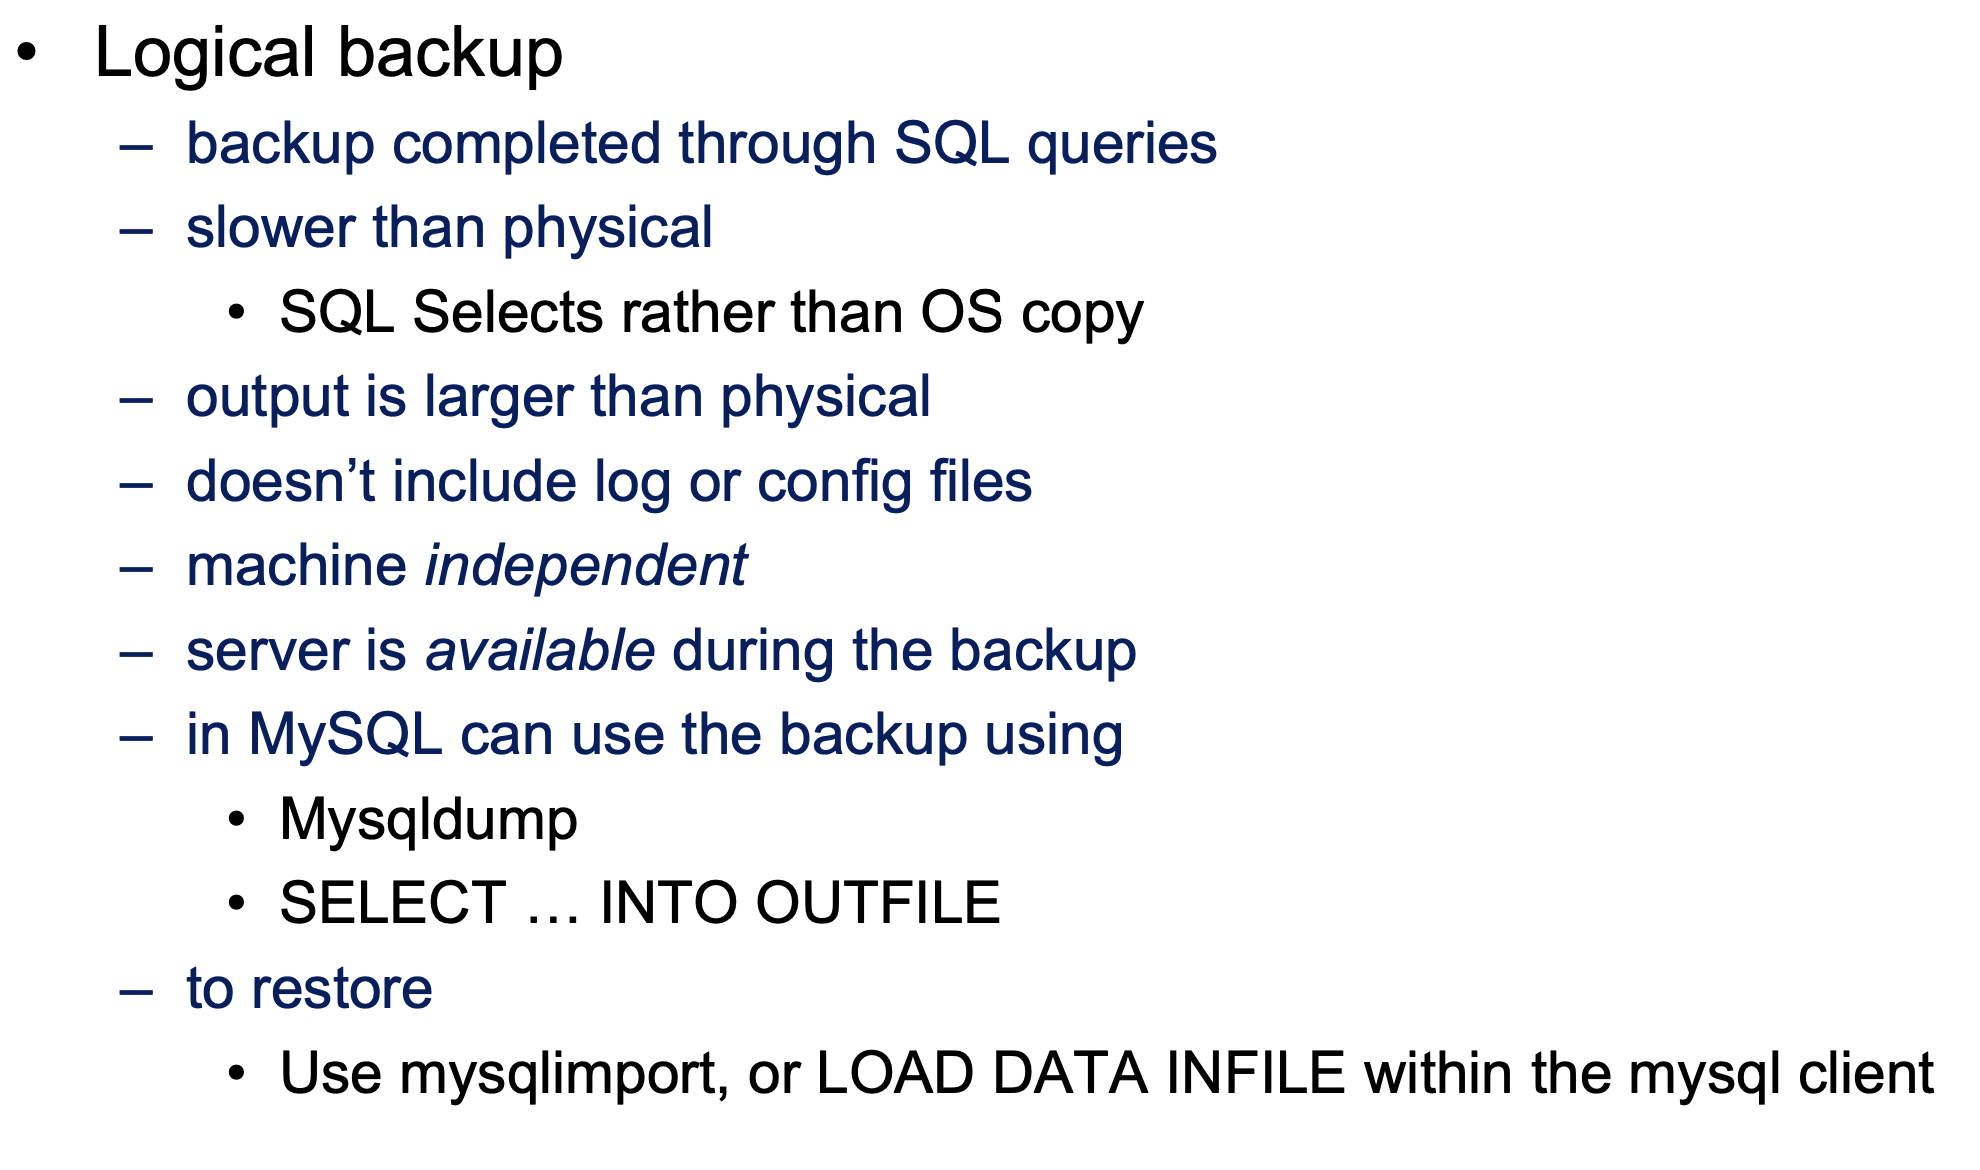 • Logical backup
– backup completed through SQL queries
– slower than physical
• SQL Selects rather than OS copy
– output is larger than physical
– doesn’t include log or config files
– machine independent
– server is available during the backup
– in MySQL can use the backup using
• Mysqldump
• SELECT … INTO OUTFILE
– to restore
• Use mysqlimport, or LOAD DATA INFILE within the mysql client